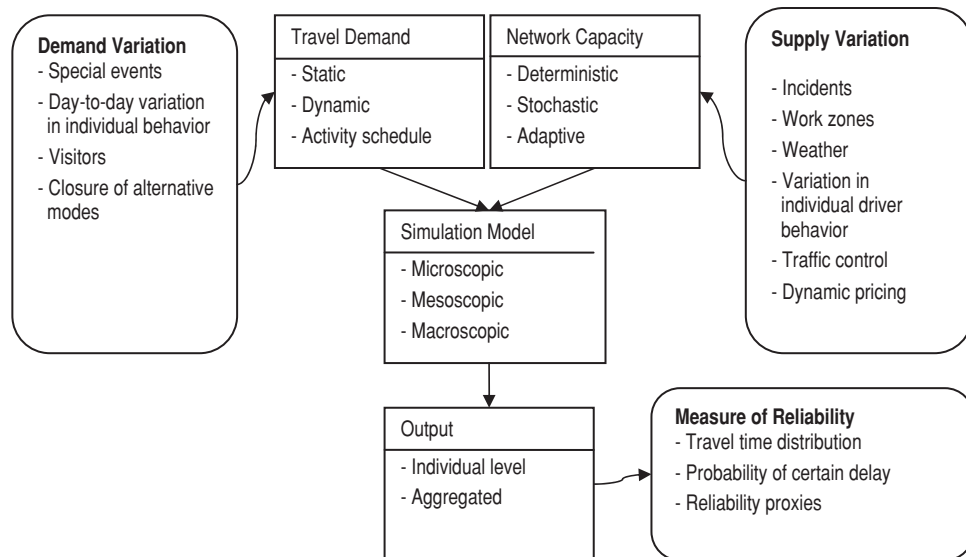 Demand Variation
- Special events
- Day-to-day variation
in individual behavior
- Visitors
- Closure of alternative
modes
Travel Demand
- Static
- Dynamic
- Activity schedule
Network Capacity
- Deterministic
- Stochastic
- Adaptive
Supply Variation
- Incidents
- Work zones
- Weather
- Variation in
individual driver
behavior
- Traffic control
- Dynamic pricing
Simulation Model
- Microscopic
- Mesoscopic
- Macroscopic
Output
- Individual level
- Aggregated
Measure of Reliability
- Travel time distribution
- Probability of certain delay
- Reliability proxies